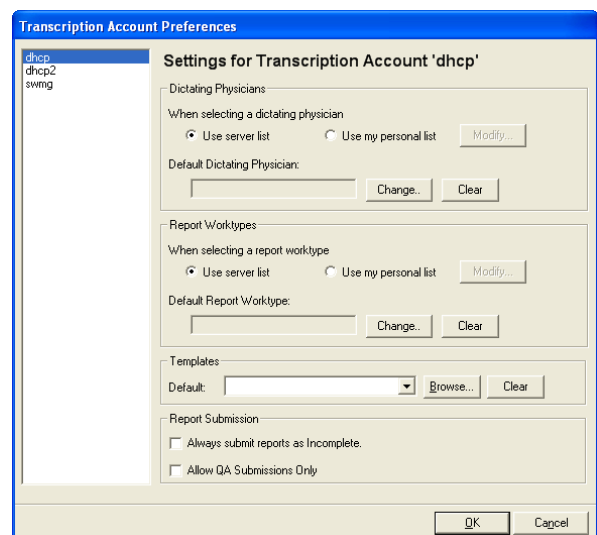 Transcription Account Preferences
dhcp
dhcp2
swmg
Settings for Transcription Account 'dhcp'
Dictating Physicians
When selecting a dictating physician
Use server list
Use my personal list
Modify...
Default Dictating Physician:
Change..
Clear
Report Worktypes
When selecting a report worktype
Use server list
Use my personal list
Modify...
Default Report Worktype:
Change..
Clear
Templates
Default:
Browse...
Clear
Report Submission
Always submit reports as Incomplete.
Allow QA Submissions Only
OK
Cancel